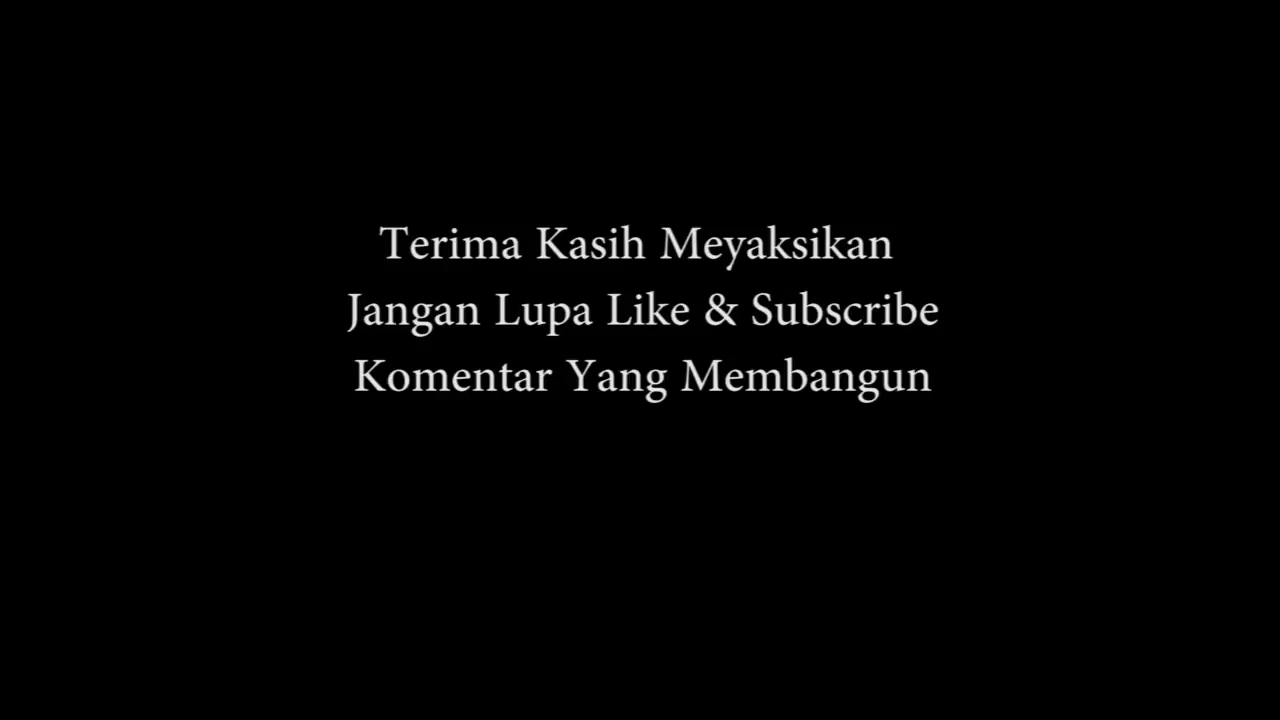 Terima Kasih Meyaksikan
Jangan Lupa Like & Subscribe
Komentar Yang Membangun